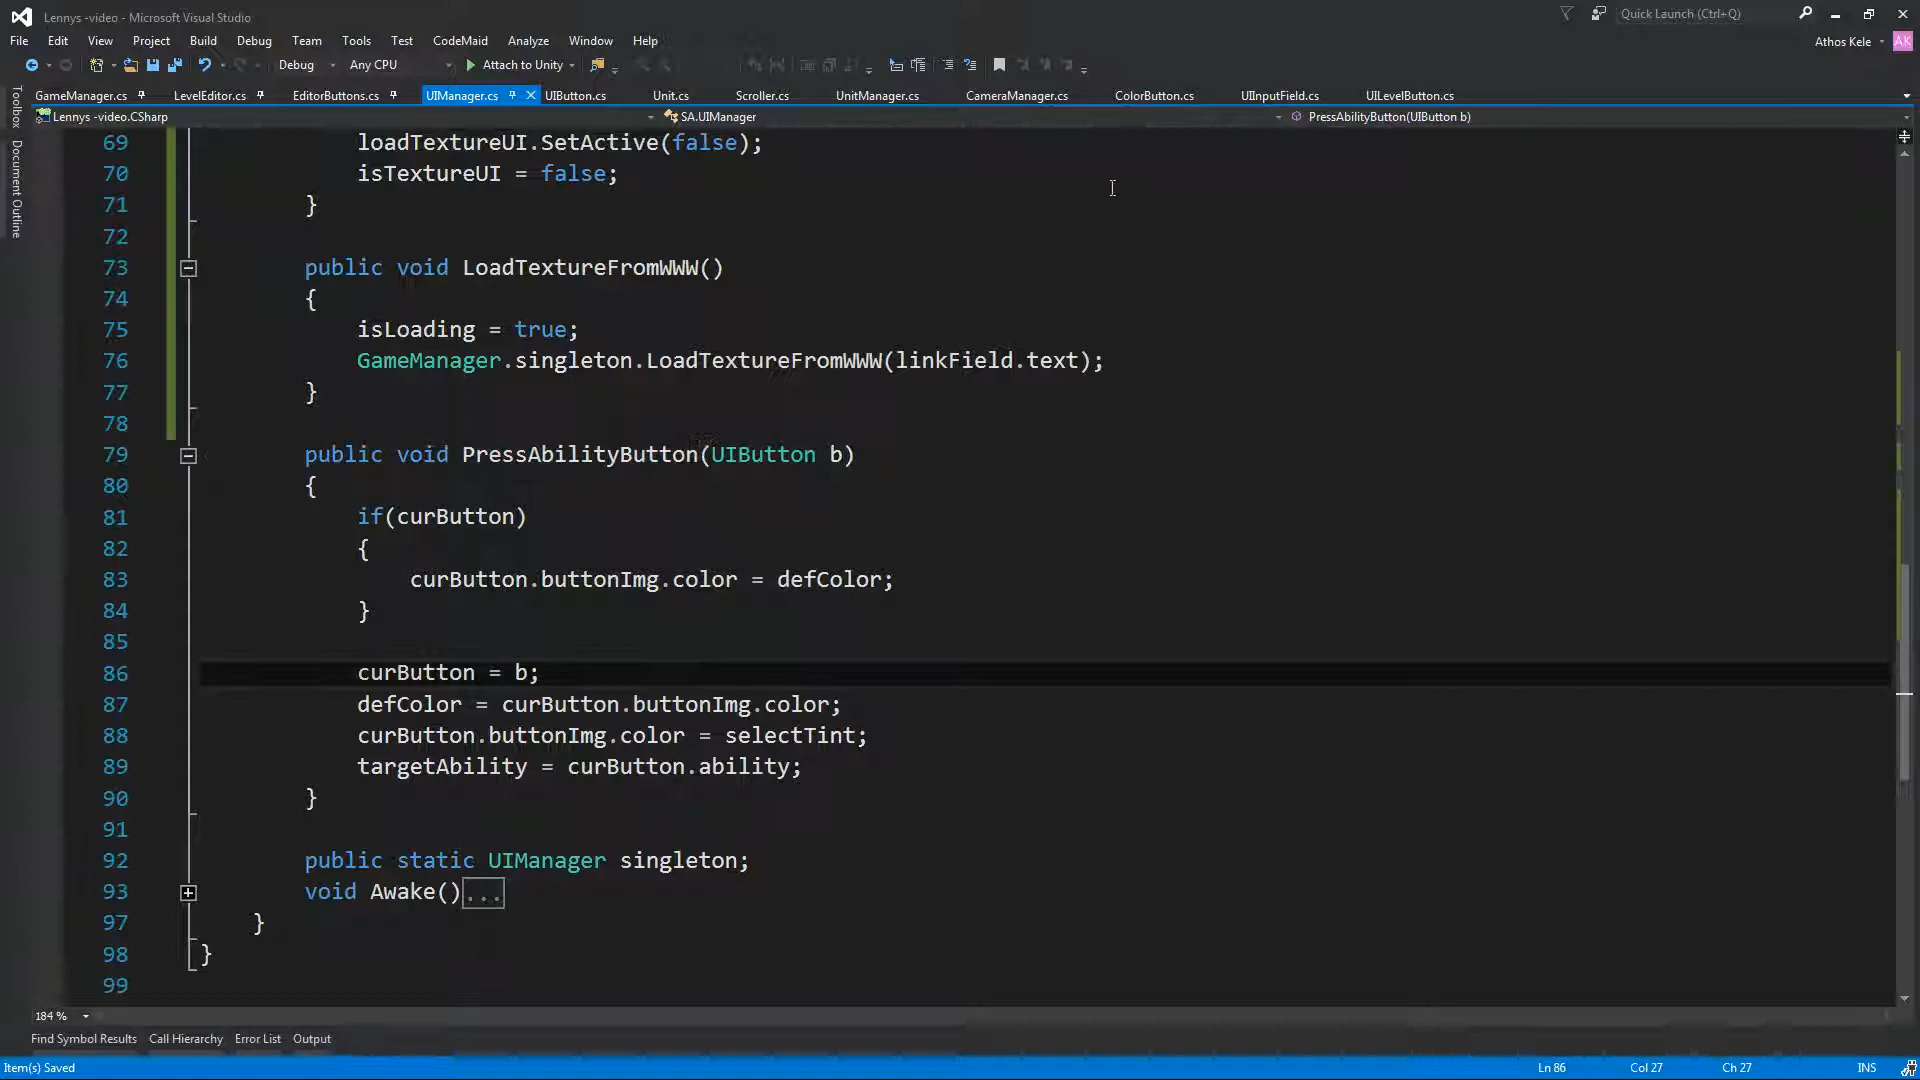 Lennys -video - Microsoft Visual Studio
Quick Launch (Ctrl+Q)
File Edit View Project Build Debug Team Tools Test CodeMaid Analyze Window Help
Athos Kele AK
Debug Any CPU Attach to Unity
GameManager.cs LevelEditor.cs EditorButtons.cs UIManager.cs UIButton.cs Unit.cs Scroller.cs UnitManager.cs CameraManager.cs ColorButton.cs UIInputField.cs UILevelButton.cs
Lennys -video.CSharp SA.UIManager PressAbilityButton(UIButton b)
Toolbox
Document Outline
69 loadTextureUI.SetActive(false);
70 isTextureUI = false;
71 }
72
73 public void LoadTextureFromWWW()
74 {
75 isLoading = true;
76 GameManager.singleton.LoadTextureFromWWW(linkField.text);
77 }
78
79 public void PressAbilityButton(UIButton b)
80 {
81 if(curButton)
82 {
83 curButton.buttonImg.color = defColor;
84 }
85
86 curButton = b;
87 defColor = curButton.buttonImg.color;
88 curButton.buttonImg.color = selectTint;
89 targetAbility = curButton.ability;
90 }
91
92 public static UIManager singleton;
93 void Awake()...
97 }
98 }
99
184 %
Find Symbol Results Call Hierarchy Error List Output
Item(s) Saved Ln 86 Col 27 Ch 27 INS